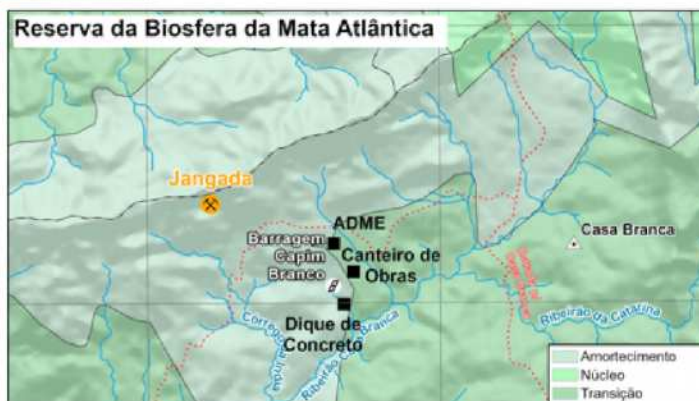 Reserva da Biosfera da Mata Atlântica
Jangada
ADME
Barragem
Capim
Branco
Canteiro de
Obras
Casa Branca
Dique de
Concreto
Ribeirão da Catarina
Ribeirão Casa Branca
Amortecimento
Núcleo
Transição